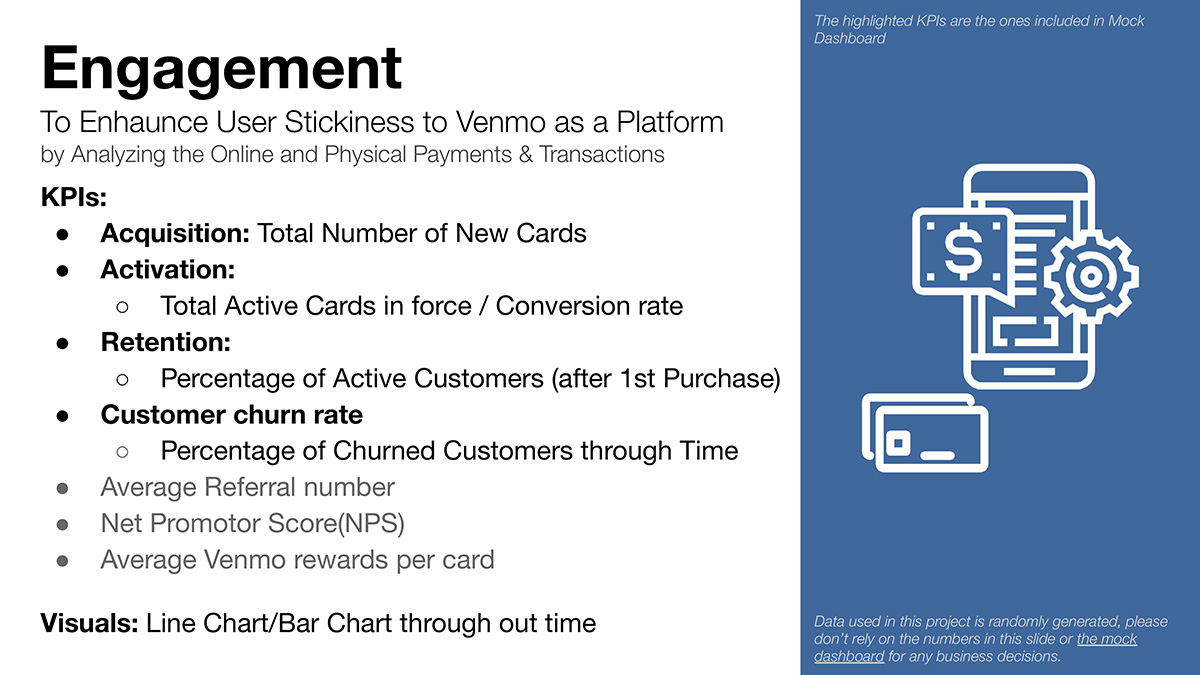 Engagement
To Enhaunce User Stickiness to Venmo as a Platform
by Analyzing the Online and Physical Payments & Transactions
KPIs:
● Acquisition: Total Number of New Cards
● Activation:
○ Total Active Cards in force / Conversion rate
● Retention:
○ Percentage of Active Customers (after 1st Purchase)
● Customer churn rate
○ Percentage of Churned Customers through Time
● Average Referral number
● Net Promotor Score(NPS)
● Average Venmo rewards per card
Visuals: Line Chart/Bar Chart through out time
The highlighted KPIs are the ones included in Mock
Dashboard
$
Data used in this project is randomly generated, please
don’t rely on the numbers in this slide or the mock
dashboard for any business decisions.